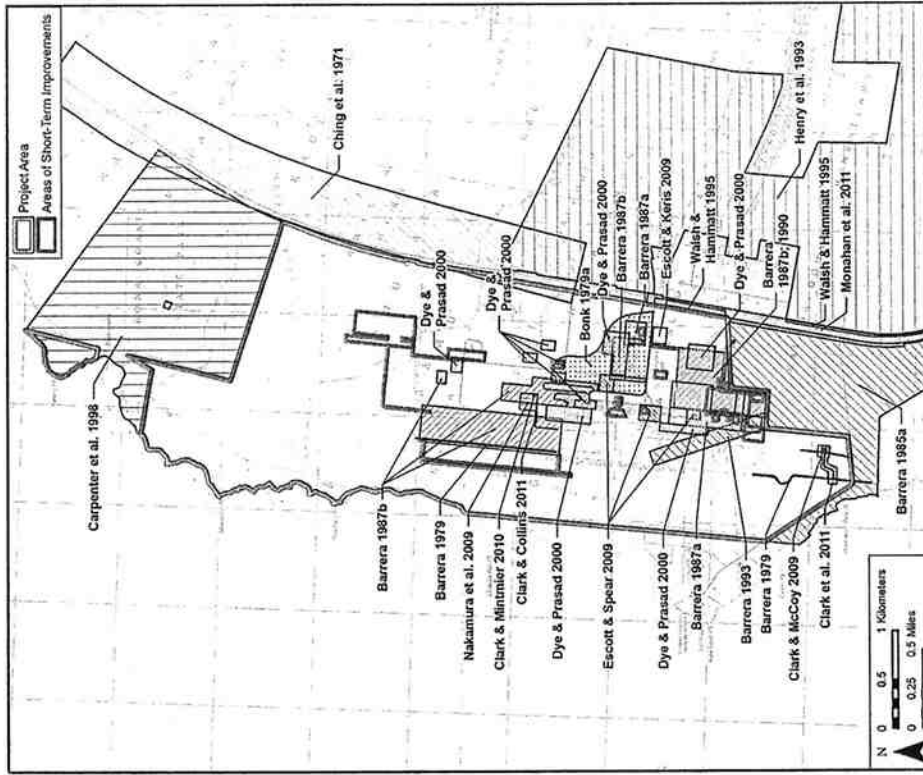 Project Area
Areas of Short-Term Improvements
Ching et al. 1971
Carpenter et al. 1998
Dye &
Prasad 2000
Dye &
Prasad 2000
Bonk 1979a
Dye & Prasad 2000
Barrera 1987b
Barrera 1987a
Escott & Keris 2009
Walsh &
Hammatt 1995
Dye & Prasad 2000
Barrera
1987b; 1990
Henry et al. 1993
Walsh & Hammatt 1995
Monahan et al. 2011
Barrera 1987b
Barrera 1979
Nakamura et al. 2009
Clark & Mintmier 2010
Clark & Collins 2011
Dye & Prasad 2000
Escott & Spear 2009
Dye & Prasad 2000
Barrera 1987a
Barrera 1993
Barrera 1979
Clark & McCoy 2009
Clark et al. 2011
Barrera 1985a
N
0 0.5 1 Kilometers
0 0.25 0.5 Miles